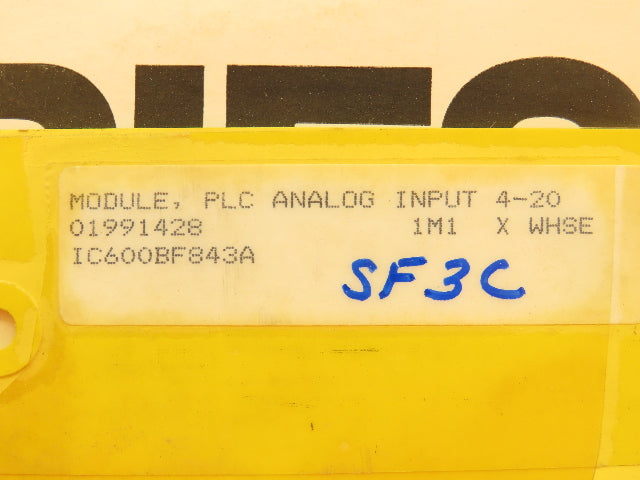 MODULE, PLC ANALOG INPUT 4-20
01991428 1M1 X WHSE
IC600BF843A
SF3C